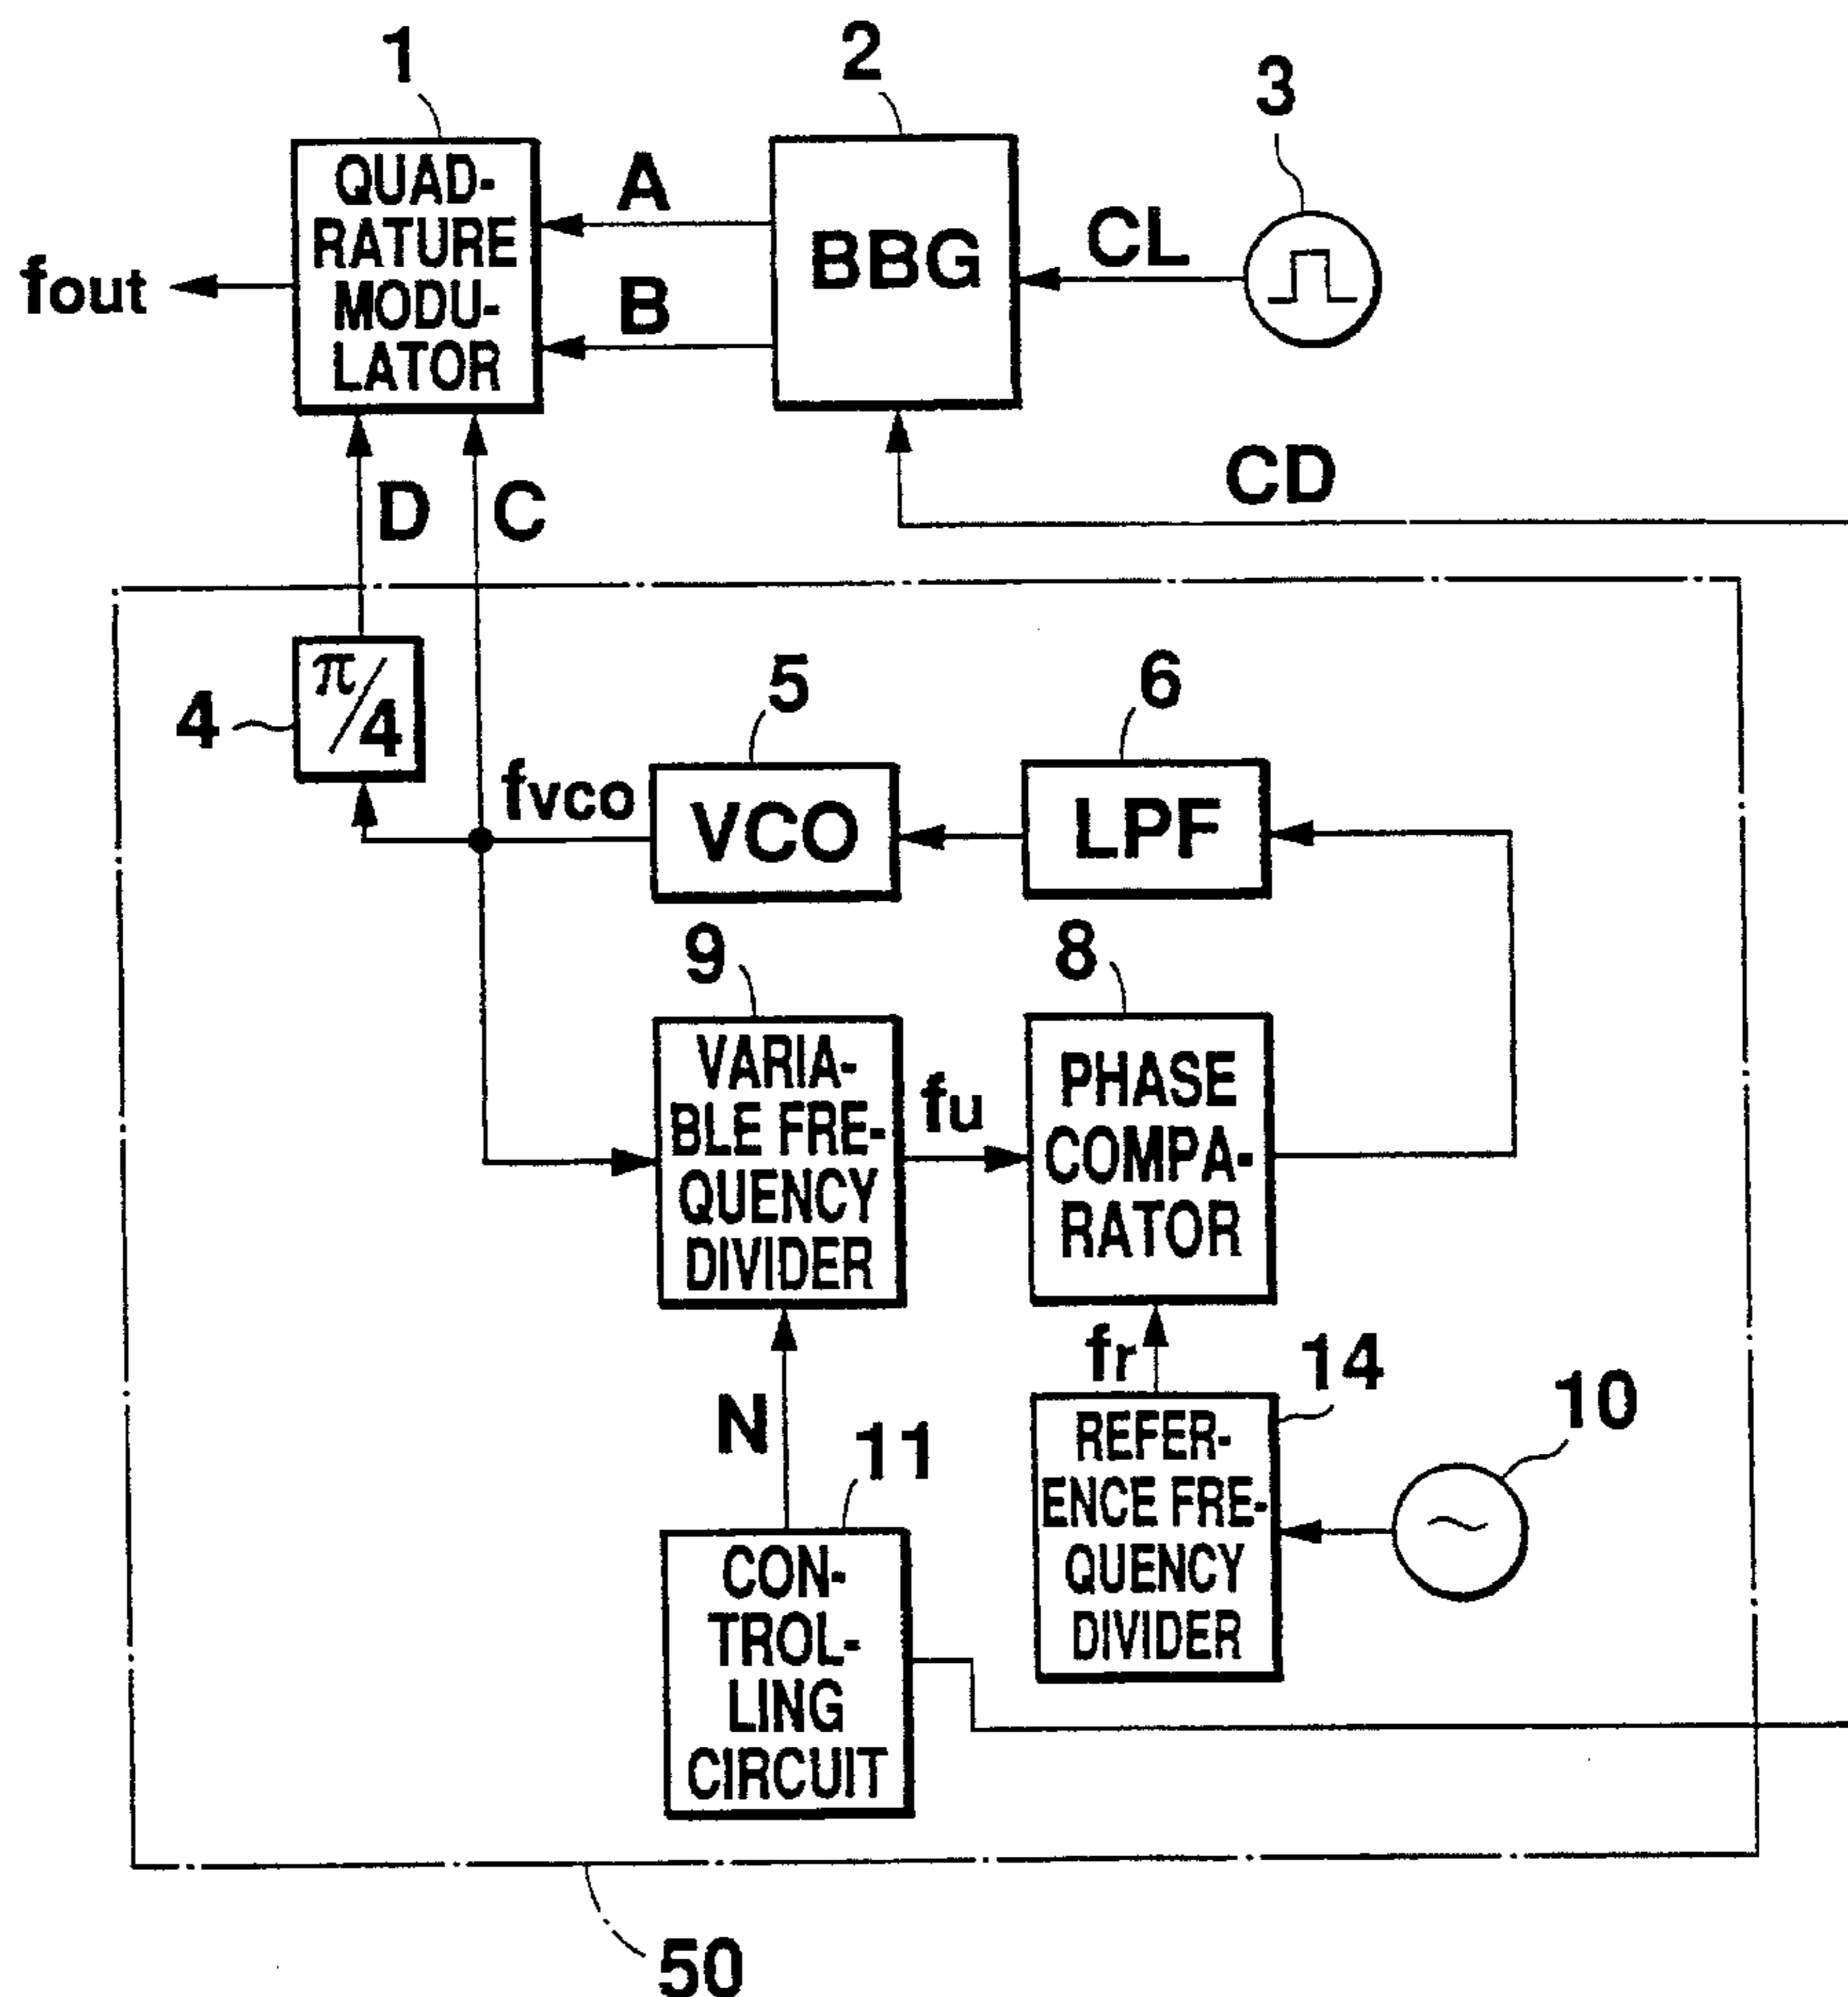 1
2
3
QUAD-
RATURE
MODU-
LATOR
A
B
BBG
CL
fout
D
C
CD
π/4
4
5
6
fvco
VCO
LPF
9
8
VARIA-
BLE FRE-
QUENCY
DIVIDER
fu
PHASE
COMPA-
RATOR
N
fr
14
10
11
REFER-
ENCE FRE-
QUENCY
DIVIDER
CON-
TROL-
LING
CIRCUIT
50